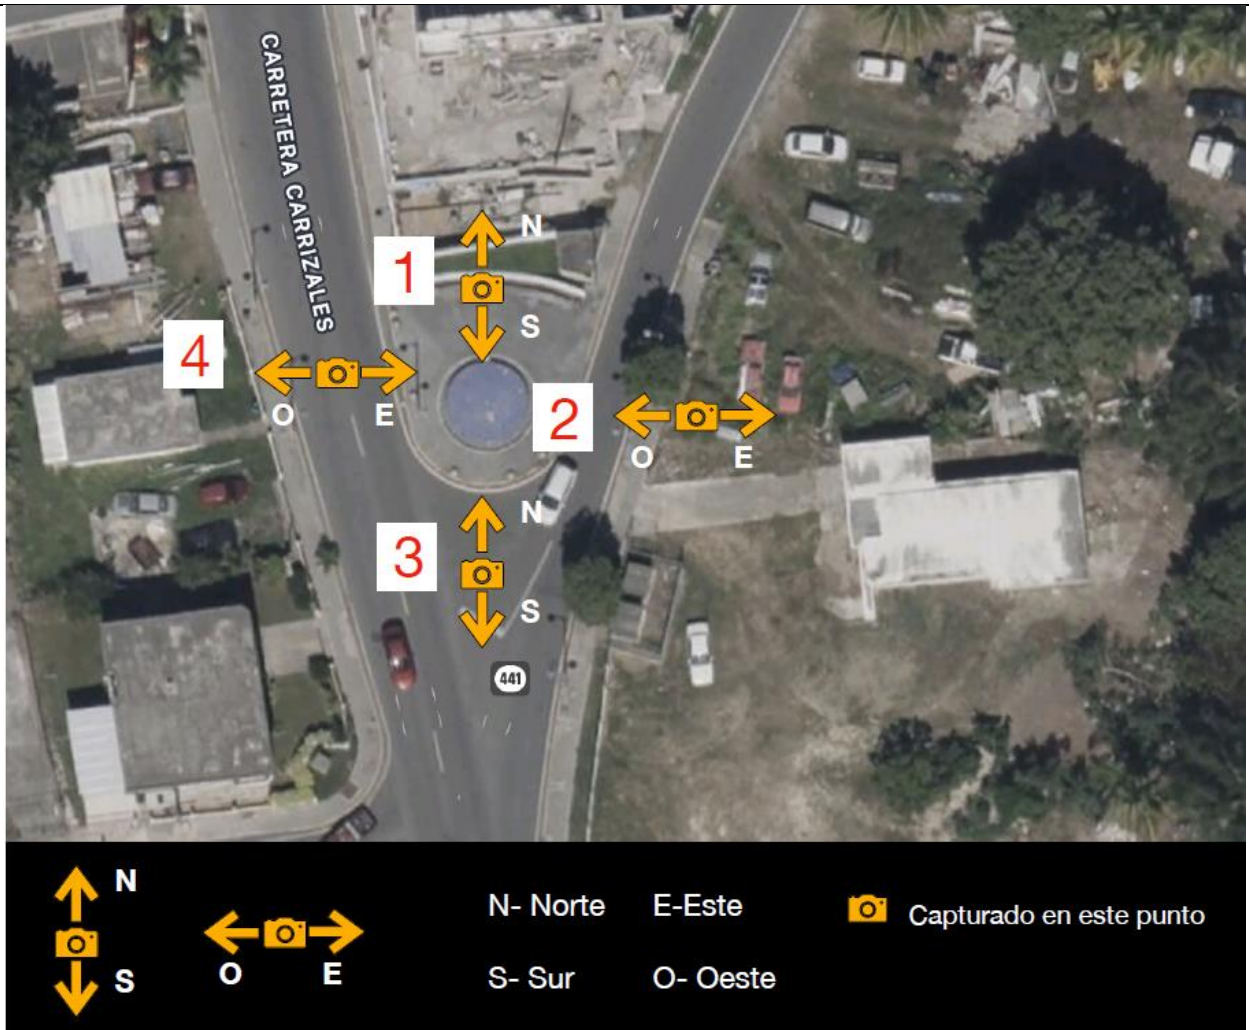 CARRETERA CARRIZALES
N
1
S
4
O
E
2
O
E
N
3
S
441
N
S
O
E
N- Norte
E-Este
S- Sur
O- Oeste
Capturado en este punto